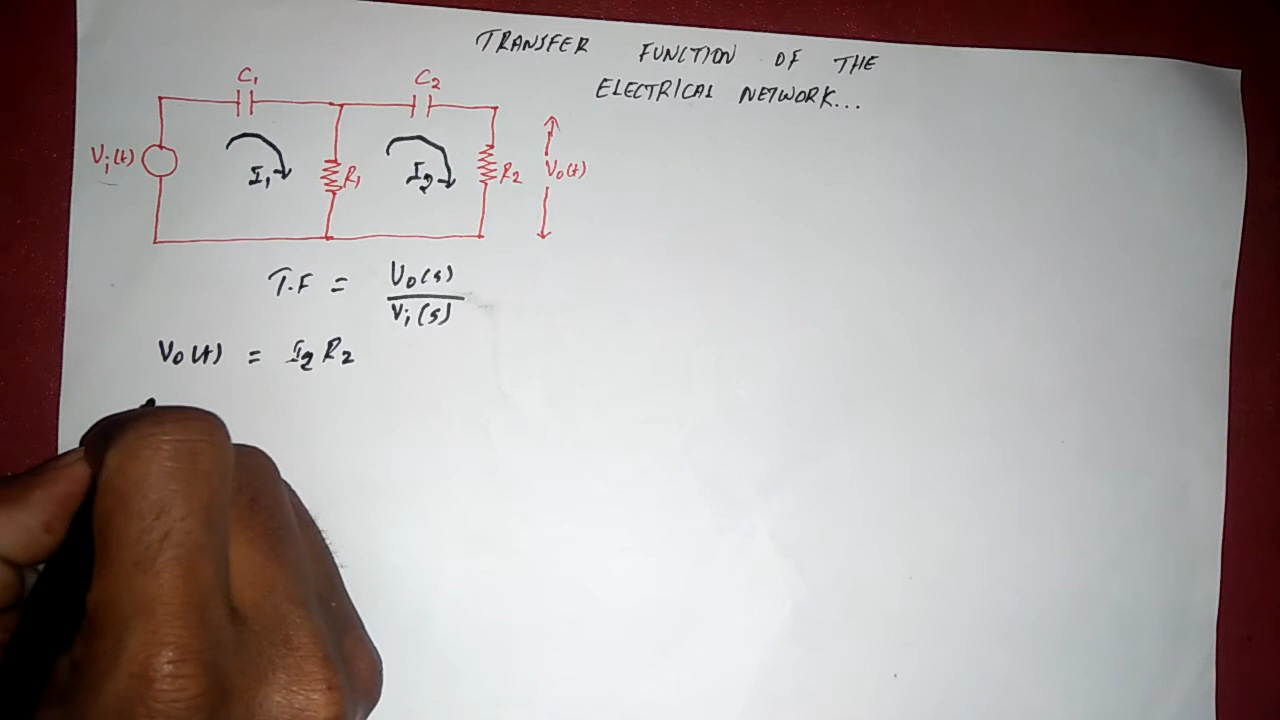 TRANSFER FUNCTION OF THE
ELECTRICAL NETWORK...
C₁
C₂
Vᵢ(t)
I₁
R₁
I₂
R₂
V₀(t)
T.F = V₀(s) / Vᵢ(s)
V₀(t) = I₂ R₂